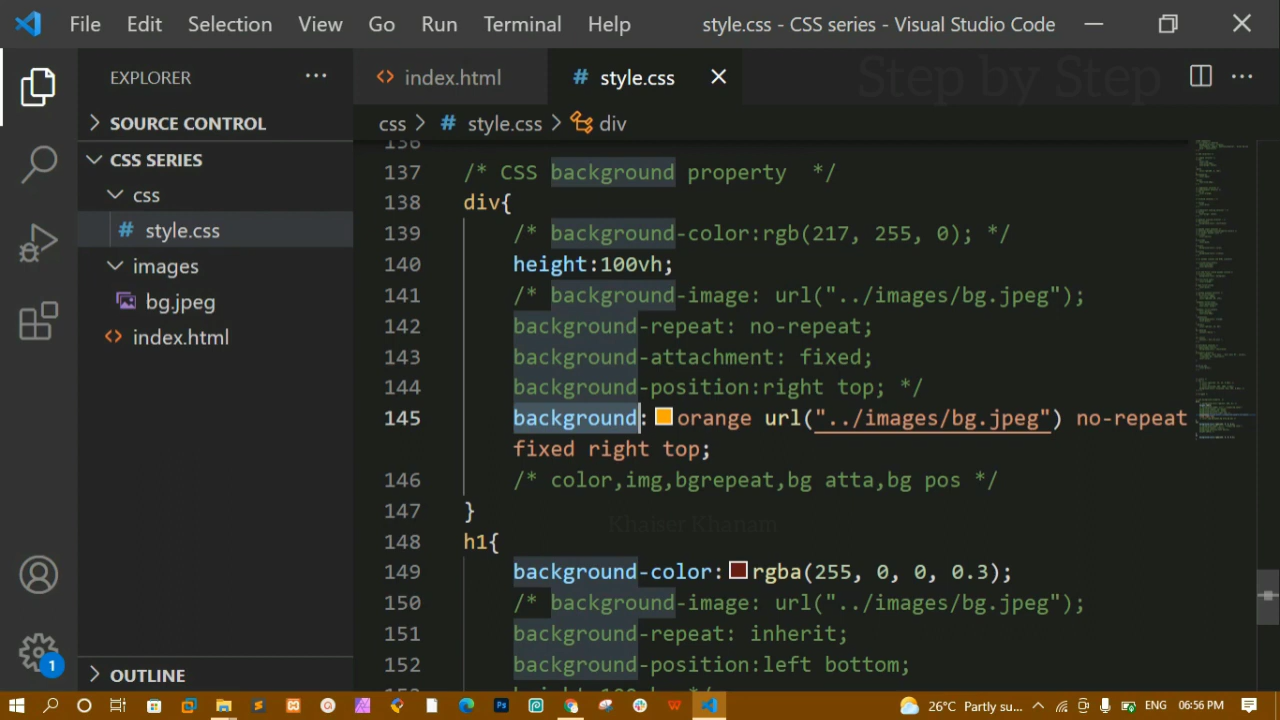 File Edit Selection View Go Run Terminal Help style.css - CSS series - Visual Studio Code
EXPLORER
index.html
# style.css
Step by Step
SOURCE CONTROL
css > # style.css > div
CSS SERIES
css
# style.css
images
bg.jpeg
index.html
OUTLINE
136
137 /* CSS background property  */
138 div{
139 /* background-color:rgb(217, 255, 0); */
140 height:100vh;
141 /* background-image: url("../images/bg.jpeg");
142 background-repeat: no-repeat;
143 background-attachment: fixed;
144 background-position:right top; */
145 background:orange url("../images/bg.jpeg") no-repeat
fixed right top;
146 /* color,img,bgrepeat,bg atta,bg pos */
147 }
Khaiser Khanam
148 h1{
149 background-color:rgba(255, 0, 0, 0.3);
150 /* background-image: url("../images/bg.jpeg");
151 background-repeat: inherit;
152 background-position:left bottom;
1
26°C Partly su... ENG 06:56 PM